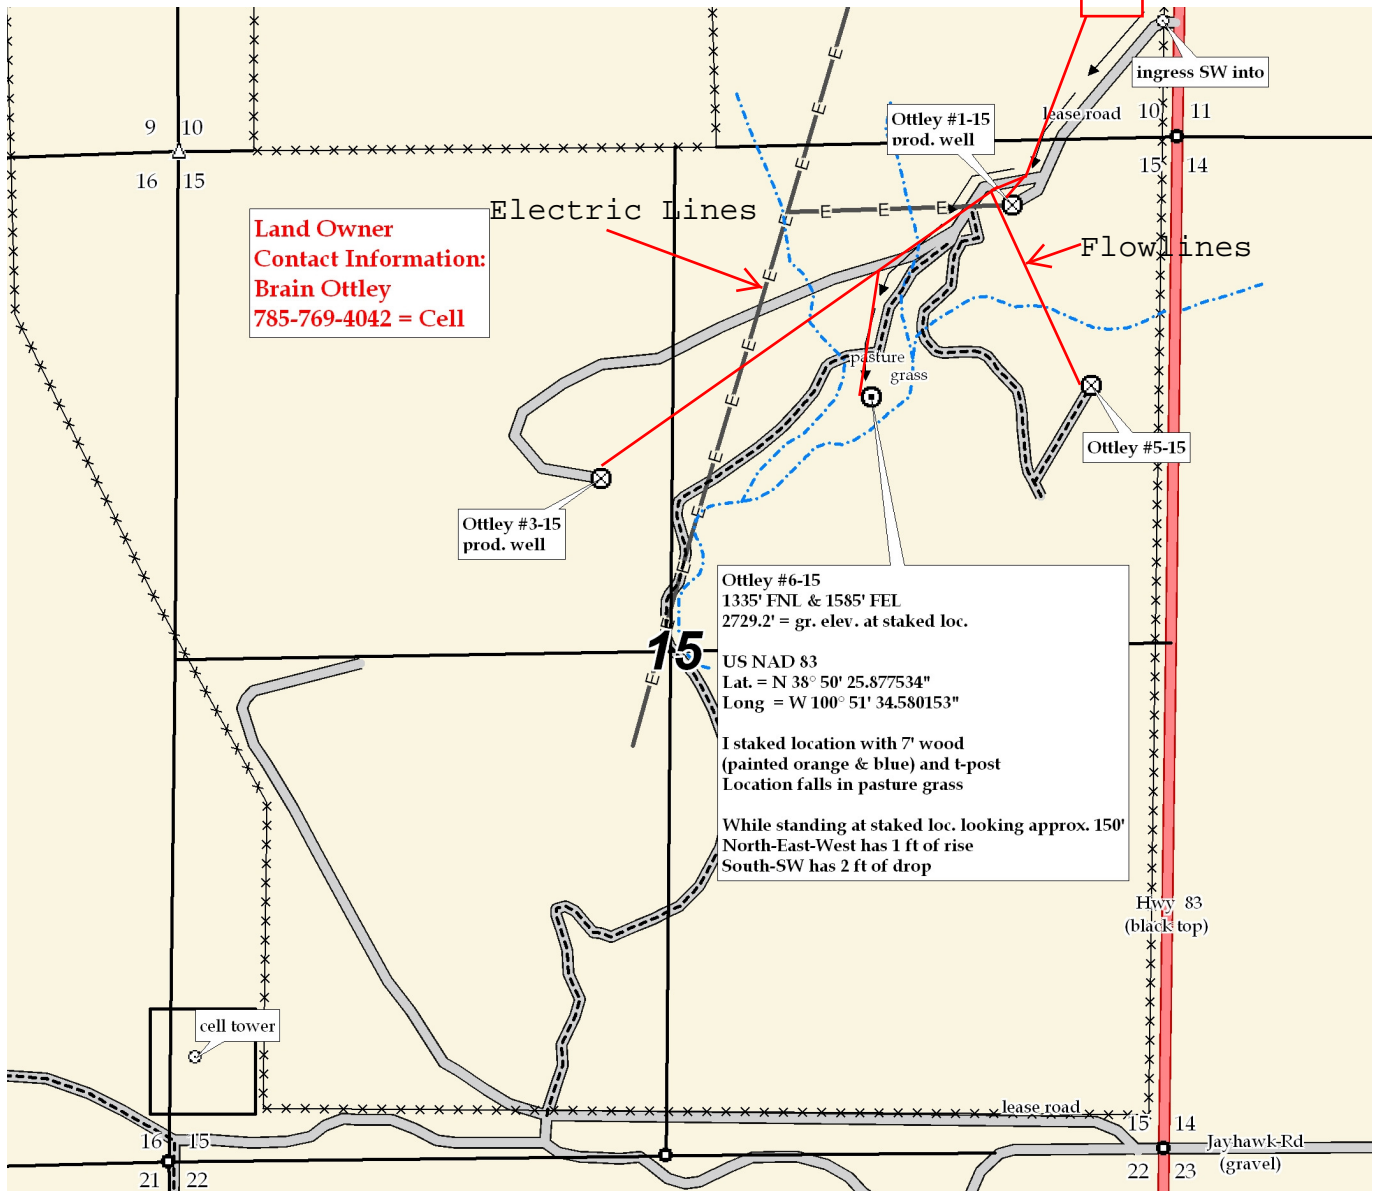 ingress SW into
Ottley #1-15
prod. well
lease road
10
11
15
14
9
10
16
15
Electric Lines
Flowlines
Land Owner
Contact Information:
Brain Ottley
785-769-4042 = Cell
E
E
E
E
E
E
E
E
E
E
E
E
E
E
pasture
grass
Ottley #5-15
Ottley #3-15
prod. well
Ottley #6-15
1335' FNL & 1585' FEL
2729.2' = gr. elev. at staked loc.
US NAD 83
Lat. = N 38° 50' 25.877534"
Long = W 100° 51' 34.580153"
I staked location with 7' wood
(painted orange & blue) and t-post
Location falls in pasture grass
While standing at staked loc. looking approx. 150'
North-East-West has 1 ft of rise
South-SW has 2 ft of drop
15
Hwy 83
(black top)
cell tower
lease road
16
15
21
22
15
14
22
23
Jayhawk Rd
(gravel)